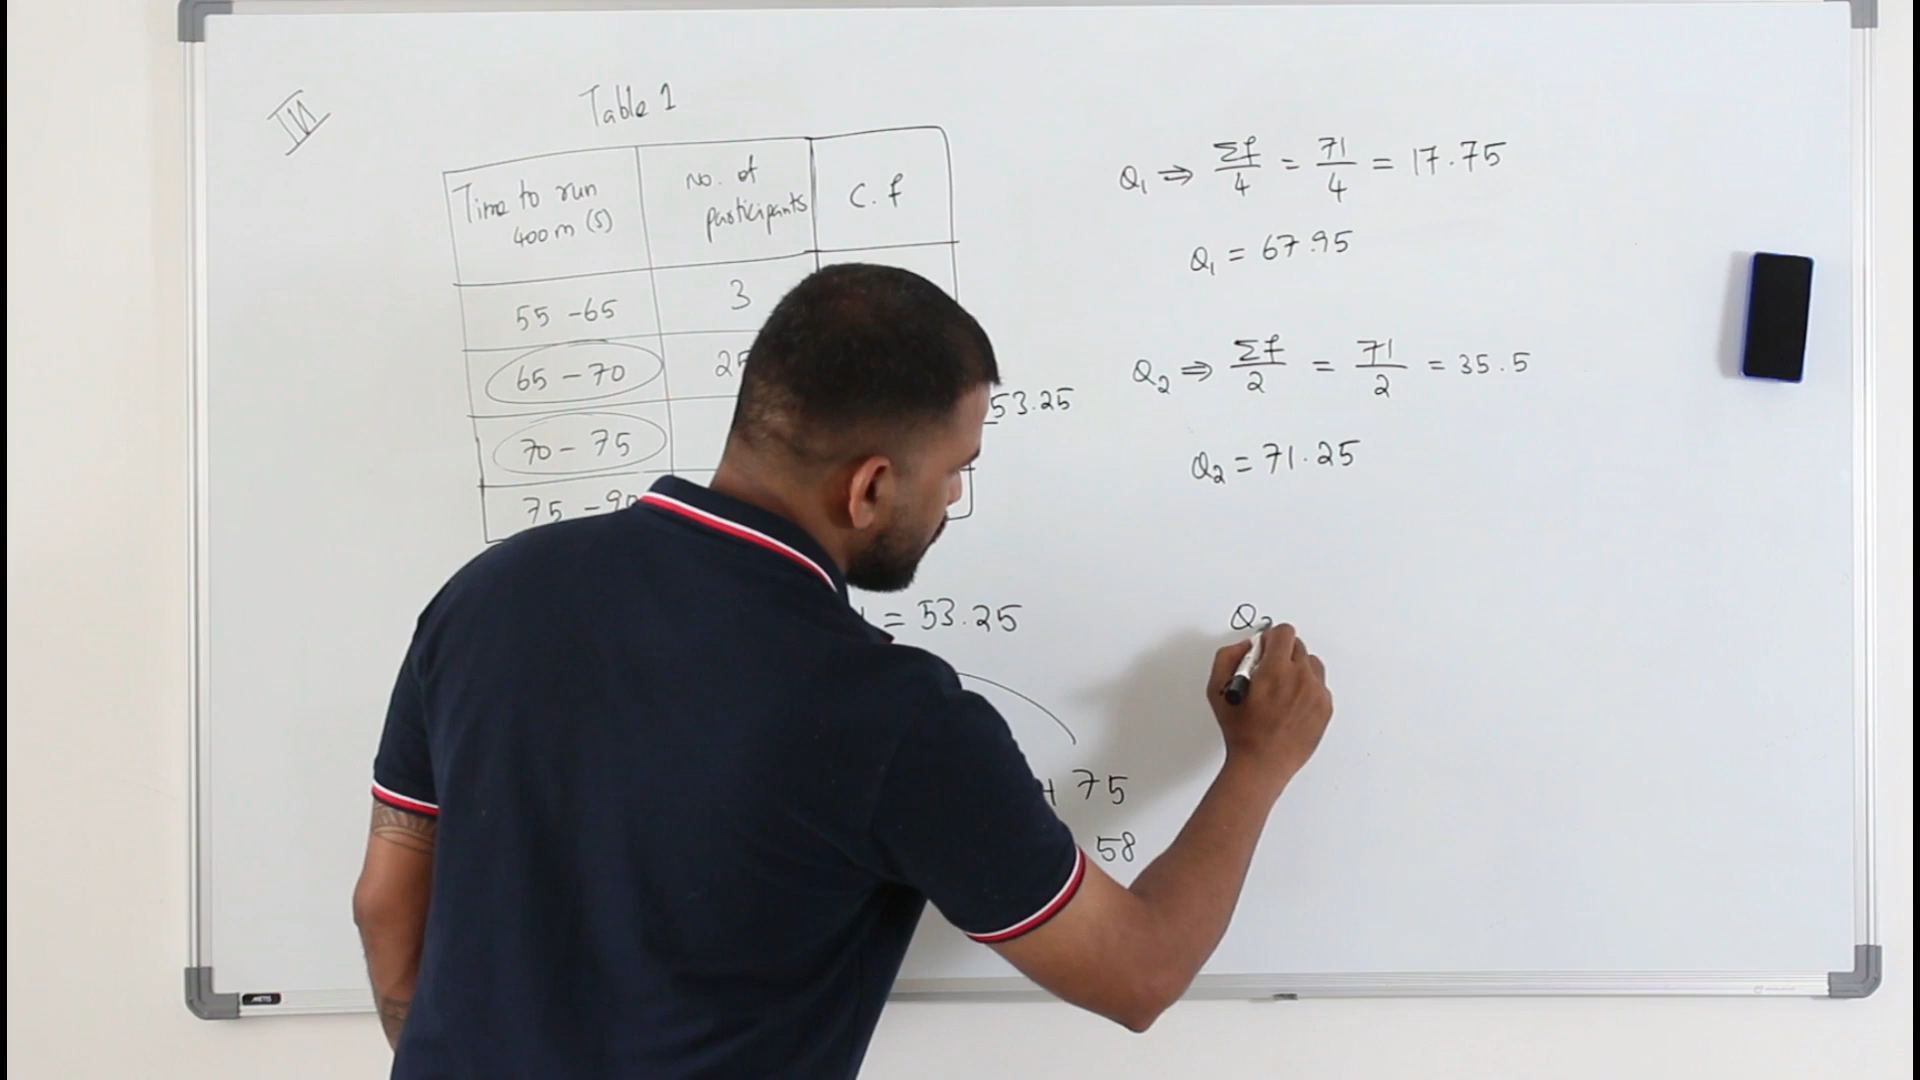 III
Table 1
Time to run 400m (s)
no. of participants
C.f
55 - 65
3
65 - 70
25
53.25
70 - 75
75 - 90
= 53.25
75
58
Q₁ ⇒ Σf/4 = 71/4 = 17.75
Q₁ = 67.95
Q₂ ⇒ Σf/2 = 71/2 = 35.5
Q₂ = 71.25
Q₃
METIS